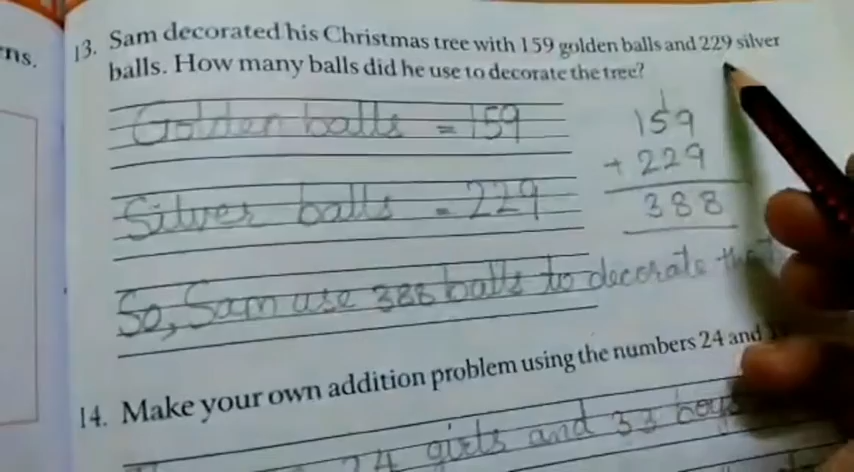 ns.
13. Sam decorated his Christmas tree with 159 golden balls and 229 silver
balls. How many balls did he use to decorate the tree?
Golden balls = 159
1
159
+ 229
388
Silver balls = 229
So, Sam use 388 balls to decorate the
14. Make your own addition problem using the numbers 24 and
24 girls and 33 boys